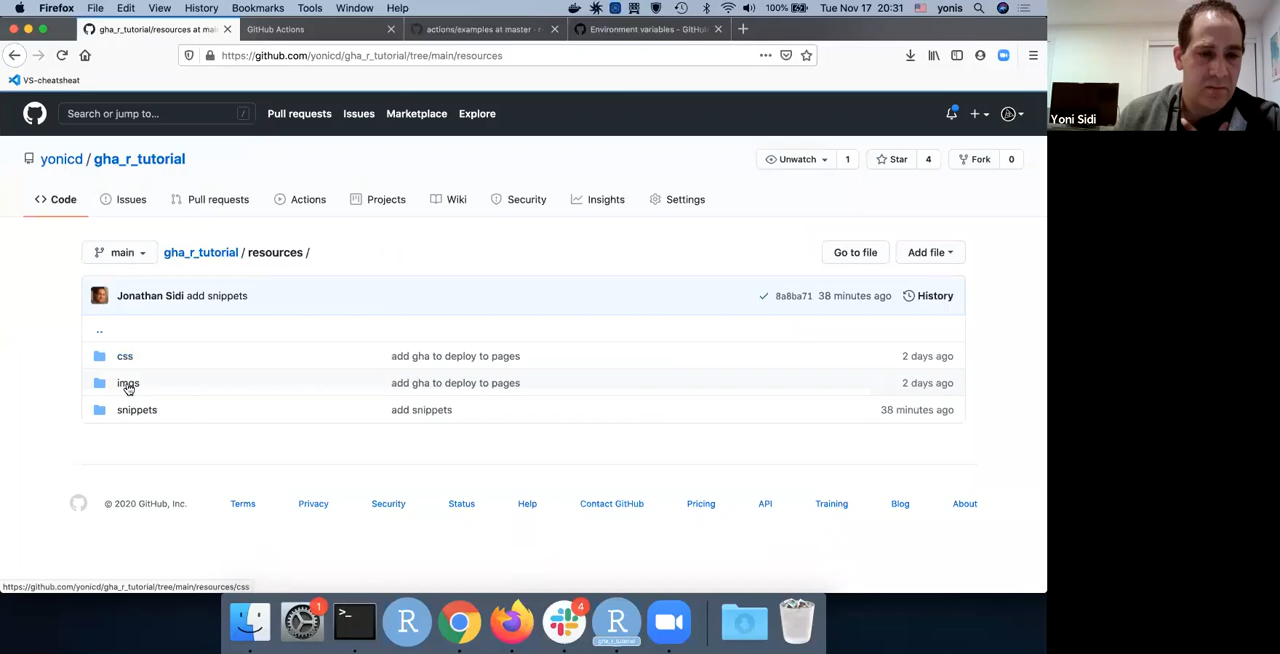 Firefox File Edit View History Bookmarks Tools Window Help 100% Tue Nov 17 20:31 yonis
gha_r_tutorial/resources at mai GitHub Actions actions/examples at master · r- Environment variables - GitHub
https://github.com/yonicd/gha_r_tutorial/tree/main/resources
VS-cheatsheat
Search or jump to... / Pull requests Issues Marketplace Explore
yonicd / gha_r_tutorial Unwatch 1 Star 4 Fork 0
Code Issues Pull requests Actions Projects Wiki Security Insights Settings
main gha_r_tutorial / resources / Go to file Add file
Jonathan Sidi add snippets 8a8ba71 38 minutes ago History
..
css add gha to deploy to pages 2 days ago
imgs add gha to deploy to pages 2 days ago
snippets add snippets 38 minutes ago
© 2020 GitHub, Inc. Terms Privacy Security Status Help Contact GitHub Pricing API Training Blog About
https://github.com/yonicd/gha_r_tutorial/tree/main/resources/css
1 >_ R 4 R
gha_r_tutorial
Yoni Sidi